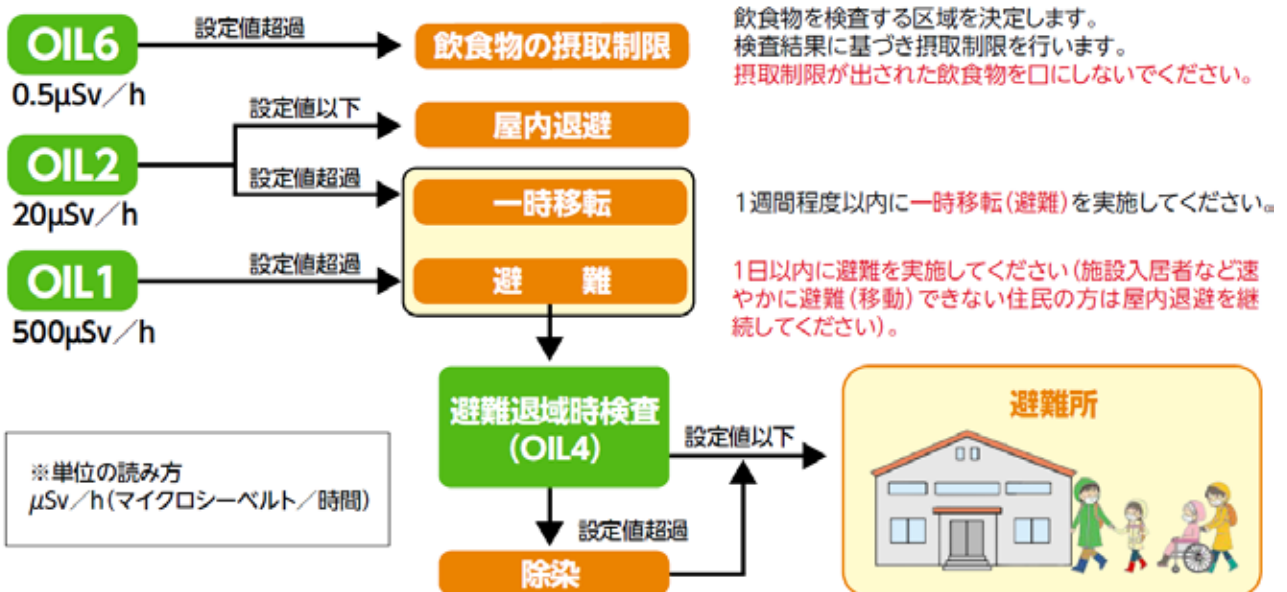 OIL6
0.5μSv／h
設定値超過
飲食物の摂取制限
飲食物を検査する区域を決定します。
検査結果に基づき摂取制限を行います。
摂取制限が出された飲食物を口にしないでください。
OIL2
20μSv／h
設定値以下
屋内退避
設定値超過
一時移転
1週間程度以内に一時移転（避難）を実施してください。
OIL1
500μSv／h
設定値超過
避　難
1日以内に避難を実施してください（施設入居者など速
やかに避難（移動）できない住民の方は屋内退避を継
続してください）。
避難退域時検査
（OIL4）
設定値以下
避難所
設定値超過
除染
※単位の読み方
μSv／h（マイクロシーベルト／時間）